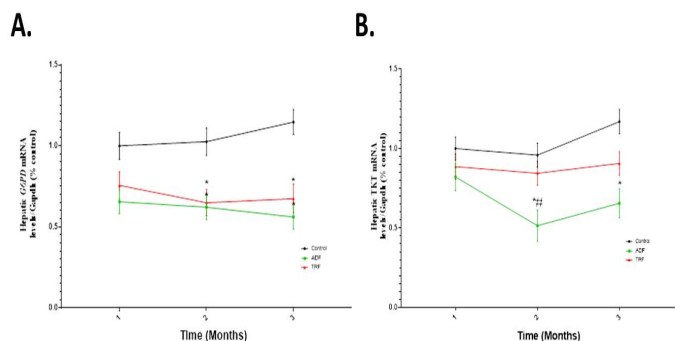 A.
B.
Hepatic G6PD mRNA
levels/Gapdh (% control)
1.5
1.0
0.5
0.0
*
*
*
*
Control
ADF
TRF
1
2
3
Time (Months)
Hepatic TKT mRNA
levels/Gapdh (% control)
1.5
1.0
0.5
0.0
*#
*
Control
ADF
TRF
1
2
3
Time (Months)